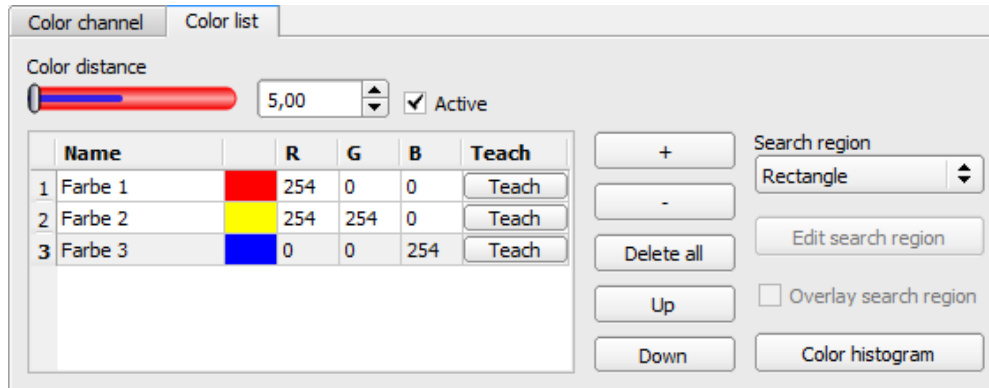 Color channel Color list
Color distance
5,00 Active
Name R G B Teach
1 Farbe 1 254 0 0 Teach
2 Farbe 2 254 254 0 Teach
3 Farbe 3 0 0 254 Teach
+
-
Delete all
Up
Down
Search region
Rectangle
Edit search region
Overlay search region
Color histogram